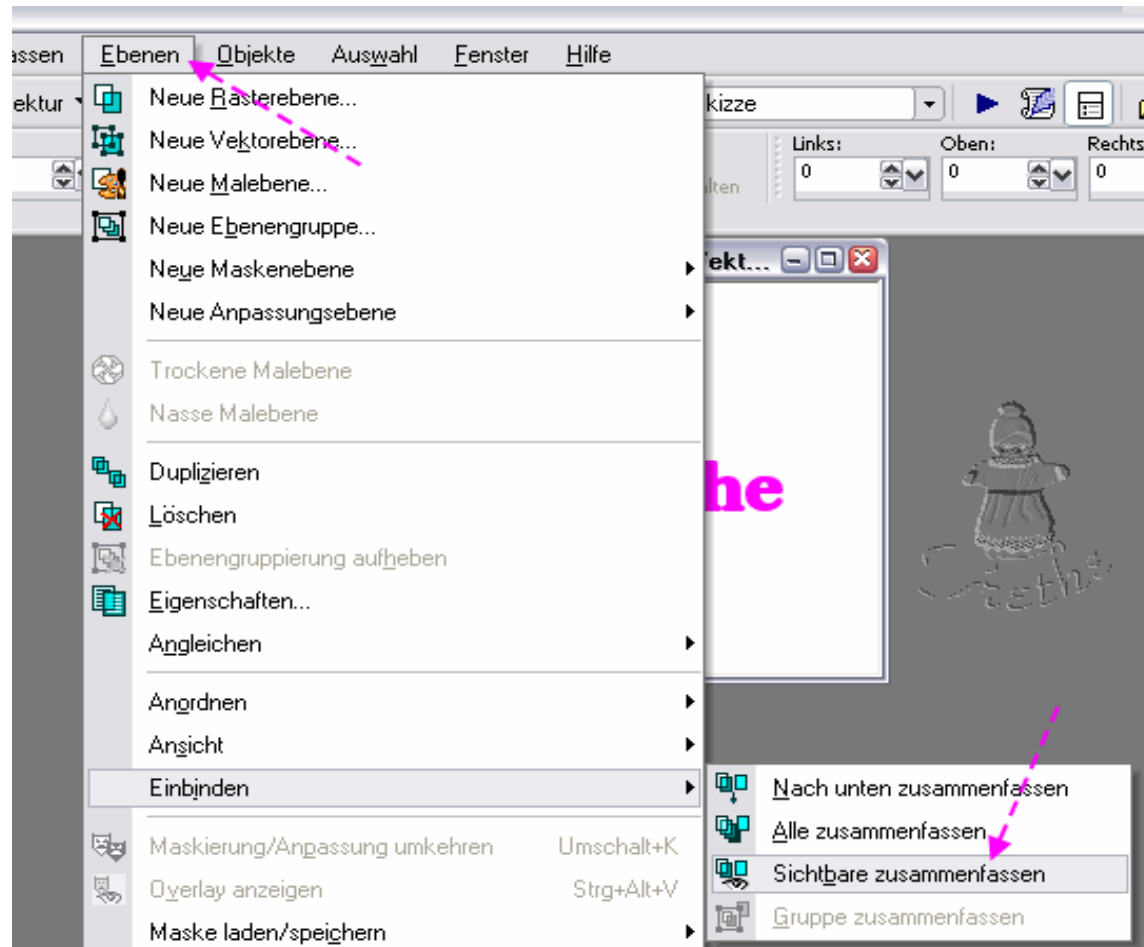 assen Ebenen Objekte Auswahl Fenster Hilfe
ektur kizze
Links: Oben: Rechts
0 0 0
alten
Neue Rasterebene...
Neue Vektorebene...
Neue Malebene...
Neue Ebenengruppe...
Neue Maskenebene
Neue Anpassungsebene
ekt...
Trockene Malebene
Nasse Malebene
Duplizieren
Löschen
Ebenengruppierung aufheben
Eigenschaften...
Angleichen
he
Anordnen
Ansicht
Einbinden
Maskierung/Anpassung umkehren Umschalt+K
Overlay anzeigen Strg+Alt+V
Maske laden/speichern
Nach unten zusammenfassen
Alle zusammenfassen
Sichtbare zusammenfassen
Gruppe zusammenfassen